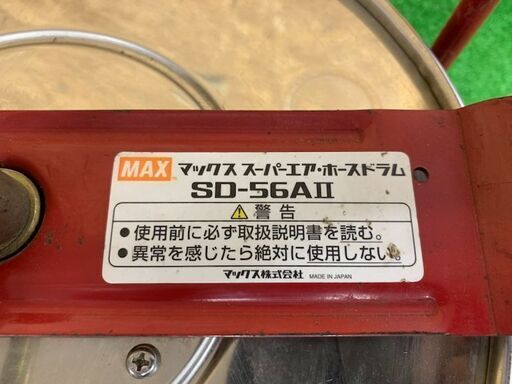 MAX マックス スーパーエア・ホースドラム
SD-56AII
⚠警告
●使用前に必ず取扱説明書を読む。
●異常を感じたら絶対に使用しない。
マックス株式会社 MADE IN JAPAN